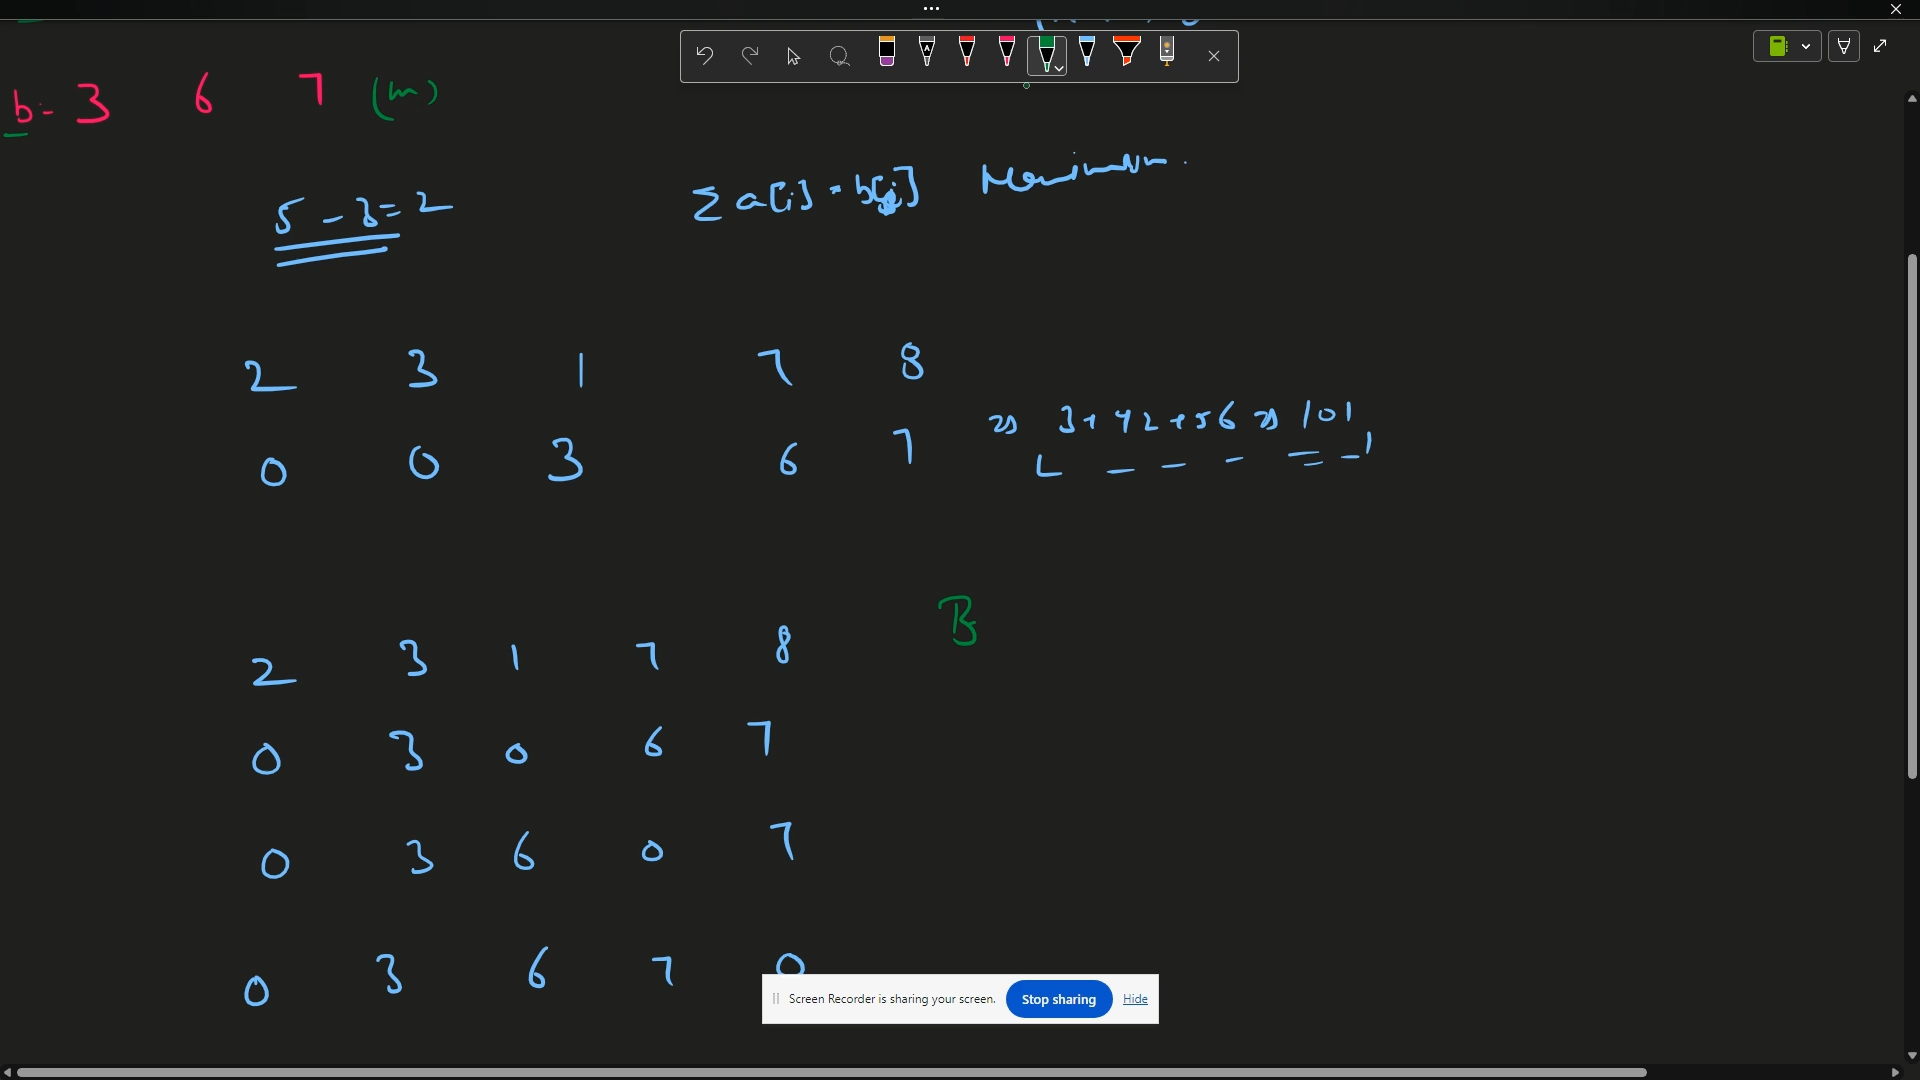 b:- 3 6 7 (m)
5 - 3 = 2
Σ a[i] * b[j]
2 3 1 7 8
0 0 3 6 7 => 3 + 42 + 56 => 101
B
2 3 1 7 8
0 3 0 6 7
0 3 6 0 7
0 3 6 7 0
Screen Recorder is sharing your screen. Stop sharing Hide